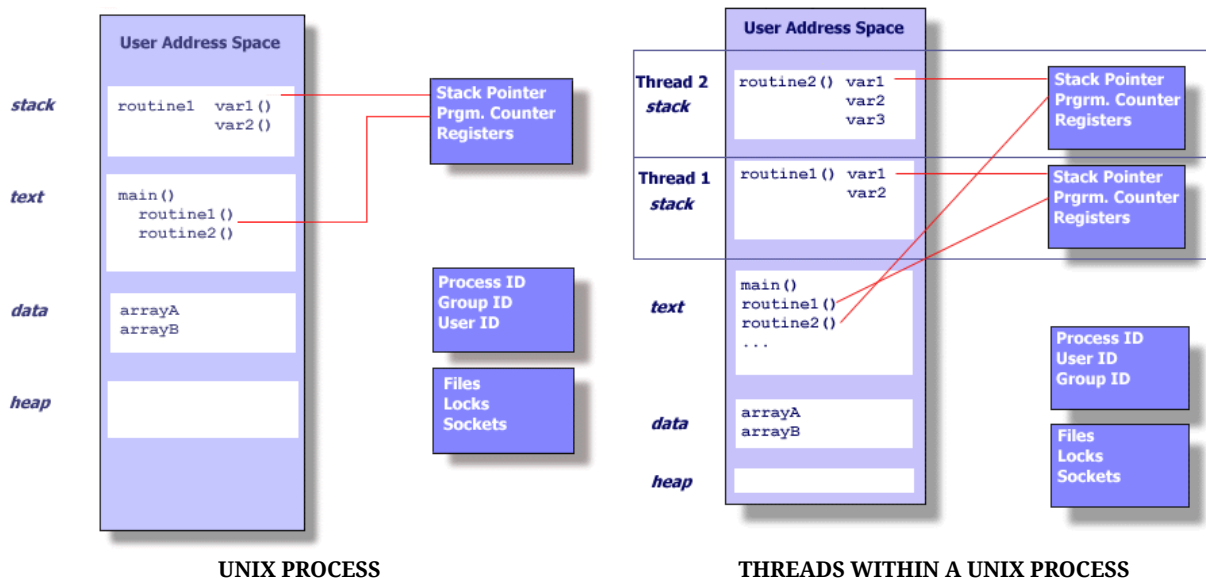 User Address Space
stack
routine1 var1()
var2()
Stack Pointer
Prgrm. Counter
Registers
text
main()
routine1()
routine2()
data
arrayA
arrayB
Process ID
Group ID
User ID
heap
Files
Locks
Sockets
UNIX PROCESS
User Address Space
Thread 2
stack
routine2() var1
var2
var3
Stack Pointer
Prgrm. Counter
Registers
Thread 1
stack
routine1() var1
var2
Stack Pointer
Prgrm. Counter
Registers
text
main()
routine1()
routine2()
...
Process ID
User ID
Group ID
data
arrayA
arrayB
Files
Locks
Sockets
heap
THREADS WITHIN A UNIX PROCESS